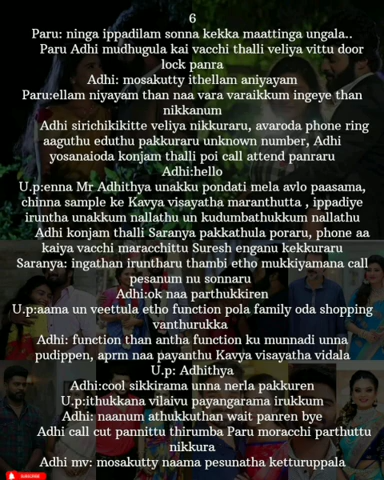 6
Paru: ninga ippadilam sonna kekka maattinga ungala..
Paru Adhi mudhugula kai vacchi thalli veliya vittu door
lock panra
Adhi: mosakutty ithellam aniyayam
Paru:ellam niyayam than naa vara varaikkum ingeye than
nikkanum
Adhi sirichikikitte veliya nikkuraru, avaroda phone ring
aaguthu eduthu pakkuraru unknown number, Adhi
yosanaioda konjam thalli poi call attend panraru
Adhi:hello
U.p:enna Mr Adhithya unakku pondati mela avlo paasama,
chinna sample ke Kavya visayatha maranthutta , ippadiye
iruntha unakkum nallathu un kudumbathukkum nallathu
Adhi konjam thalli Saranya pakkathula poraru, phone aa
kaiya vacchi maracchittu Suresh enganu kekkuraru
Saranya: ingathan iruntharu thambi etho mukkiyamana call
pesanum nu sonnaru
Adhi:ok naa parthukkiren
U.p:aama un veettula etho function pola family oda shopping
vanthurukka
Adhi: function than antha function ku munnadi unna
pudippen, aprm naa payanthu Kavya visayatha vidala
U.p: Adhithya
Adhi:cool sikkirama unna nerla pakkuren
U.p:ithukkana vilaivu payangarama irukkum
Adhi: naanum athukkuthan wait panren bye
Adhi call cut pannittu thirumba Paru moracchi parthuttu
nikkura
Adhi mv: mosakutty naama pesunatha ketturuppala
SUBSCRIBE